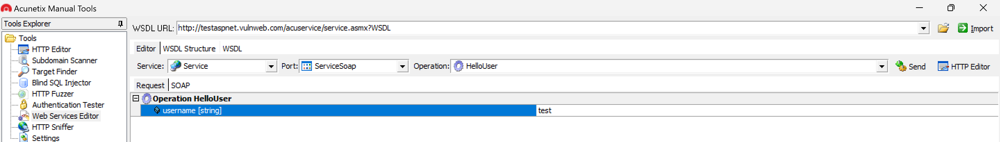 Acunetix Manual Tools
Tools Explorer
WSDL URL: http://testaspnet.vulnweb.com/acuservice/service.asmx?WSDL Import
Tools
HTTP Editor
Subdomain Scanner
Target Finder
Blind SQL Injector
HTTP Fuzzer
Authentication Tester
Web Services Editor
HTTP Sniffer
Settings
Editor WSDL Structure WSDL
Service: Service Port: ServiceSoap Operation: HelloUser Send HTTP Editor
Request SOAP
Operation HelloUser
username [string] test